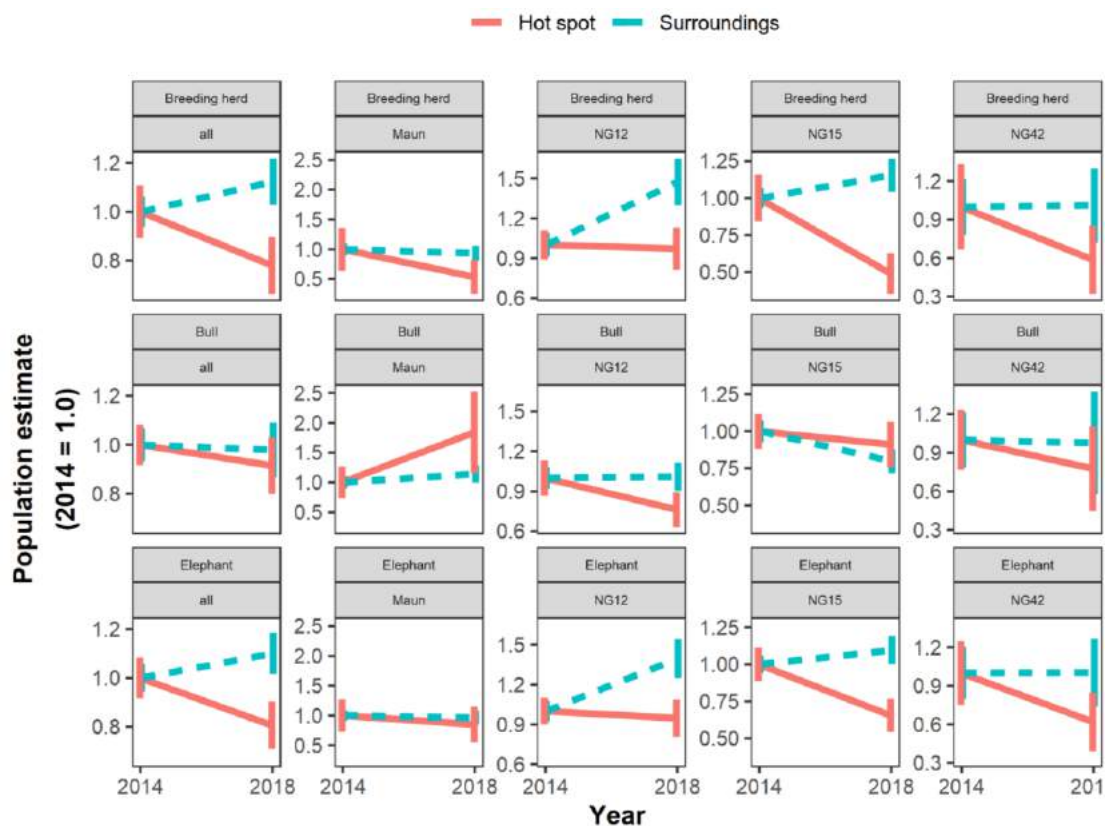 Hot spot Surroundings
Breeding herd Breeding herd Breeding herd Breeding herd Breeding herd
all Maun NG12 NG15 NG42
1.2 1.0 0.8
2.5 2.0 1.5 1.0 0.5
1.5 1.2 0.9 0.6
1.25 1.00 0.75 0.50
1.2 0.9 0.6 0.3
Bull Bull Bull Bull Bull
all Maun NG12 NG15 NG42
1.2 1.0 0.8
2.5 2.0 1.5 1.0 0.5
1.5 1.2 0.9 0.6
1.25 1.00 0.75 0.50
1.2 0.9 0.6 0.3
Elephant Elephant Elephant Elephant Elephant
all Maun NG12 NG15 NG42
1.2 1.0 0.8
2.5 2.0 1.5 1.0 0.5
1.5 1.2 0.9 0.6
1.25 1.00 0.75 0.50
1.2 0.9 0.6 0.3
2014 2018 2014 2018 2014 2018 2014 2018 2014 201
Population estimate
(2014 = 1.0)
Year